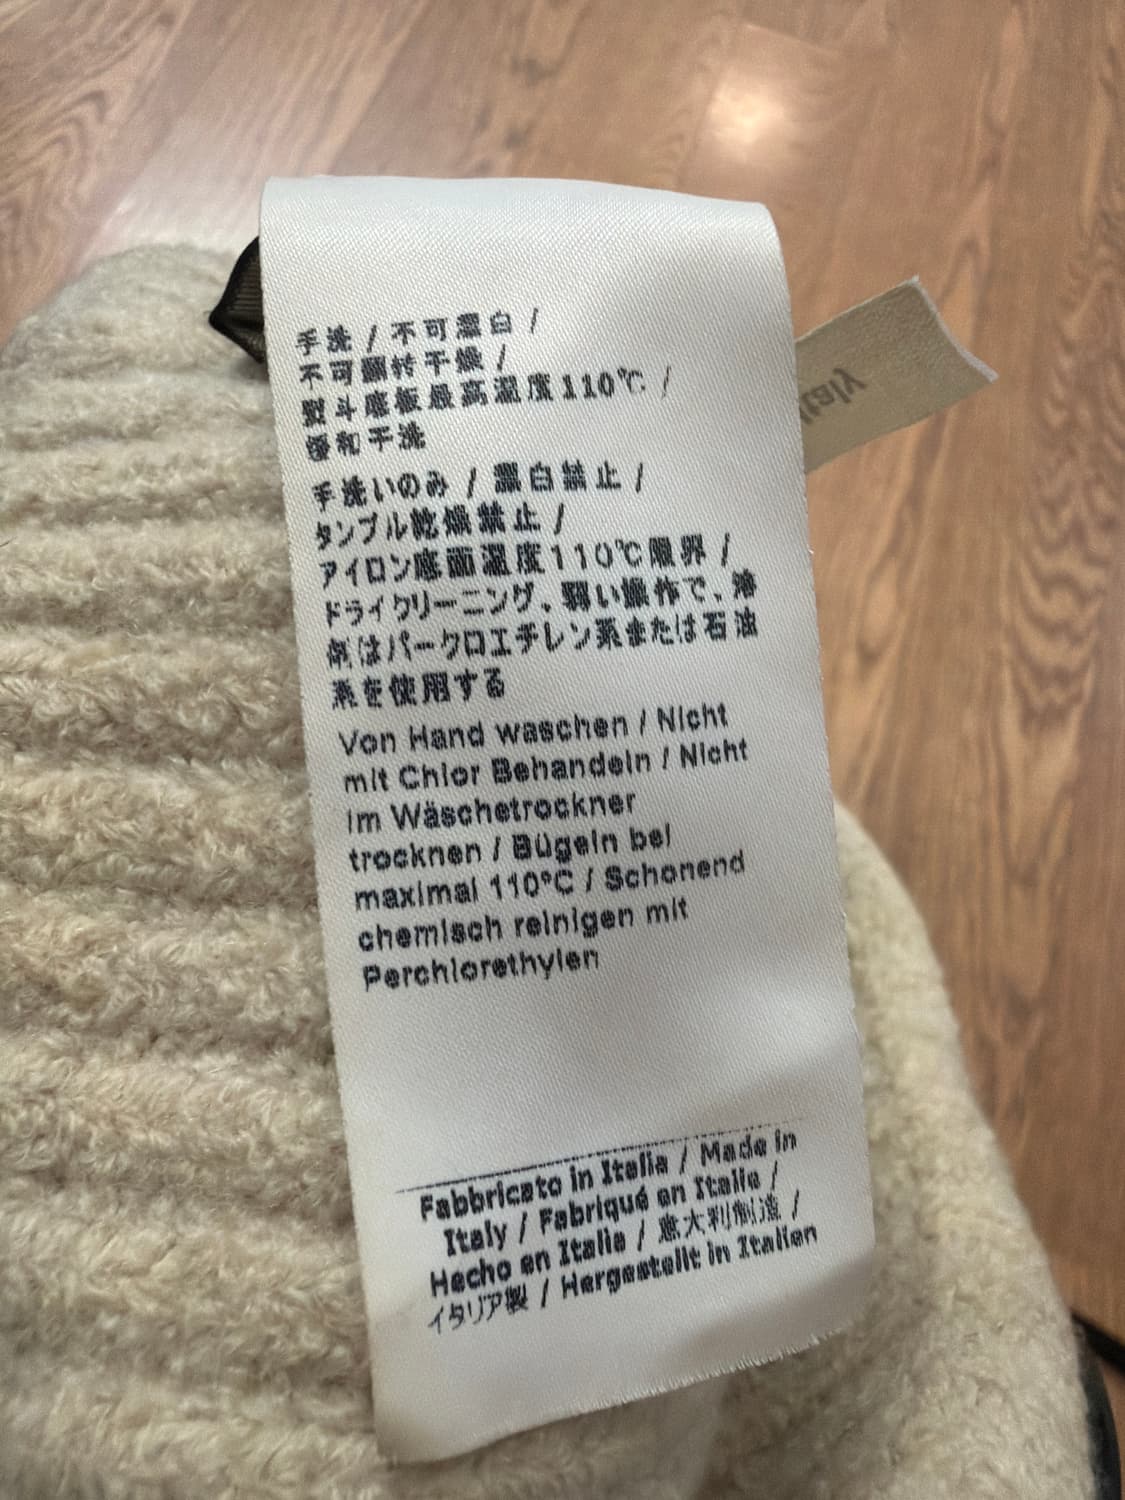 手洗 / 不可漂白 /
不可翻转干燥 /
熨斗底板最高温度110℃ /
缓和干洗
手洗いのみ / 漂白禁止 /
タンブル乾燥禁止 /
アイロン底面温度110℃限界 /
ドライクリーニング、弱い操作で、溶
剤はパークロエチレン系または石油
系を使用する
Von Hand waschen / Nicht
mit Chlor Behandeln / Nicht
im Wäschetrockner
trocknen / Bügeln bei
maximal 110°C / Schonend
chemisch reinigen mit
Perchlorethylen
Fabbricato in Italia / Made in
Italy / Fabriqué en Italie /
Hecho en Italia / 意大利制造 /
イタリア製 / Hergestellt in Italien
Italy